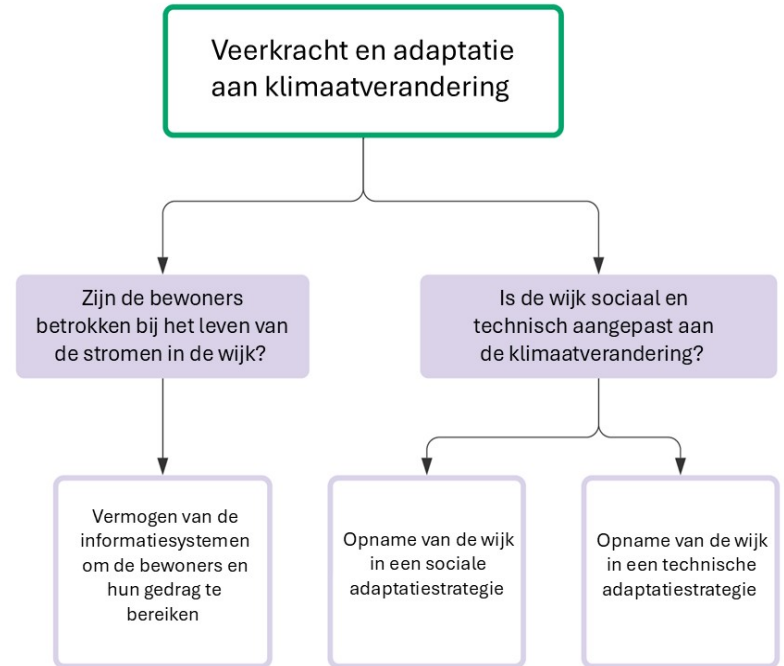 Veerkracht en adaptatie
aan klimaatverandering
Zijn de bewoners
betrokken bij het leven van
de stromen in de wijk?
Is de wijk sociaal en
technisch aangepast aan
de klimaatverandering?
Vermogen van de
informatiesystemen
om de bewoners en
hun gedrag te
bereiken
Opname van de wijk
in een sociale
adaptatiestrategie
Opname van de wijk
in een technische
adaptatiestrategie